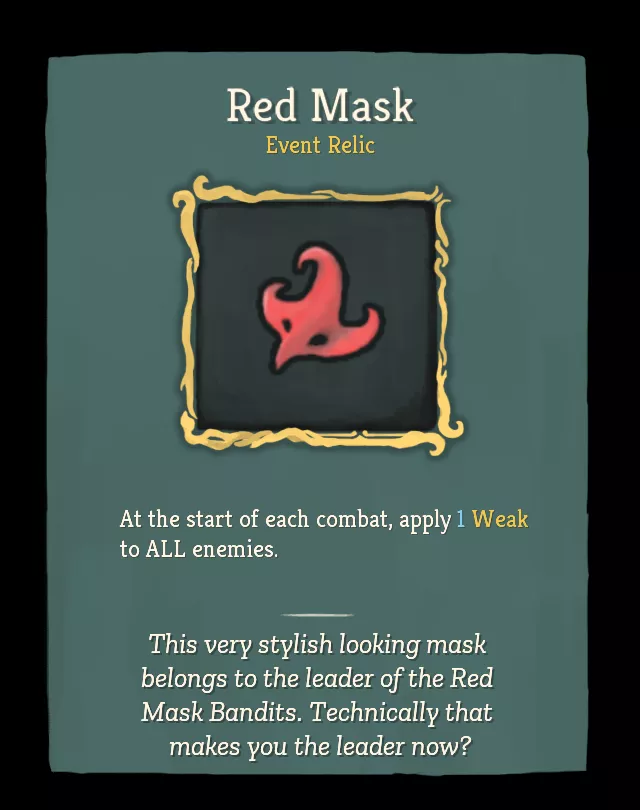 Red Mask
Event Relic
At the start of each combat, apply 1 Weak
to ALL enemies.
This very stylish looking mask
belongs to the leader of the Red
Mask Bandits. Technically that
makes you the leader now?